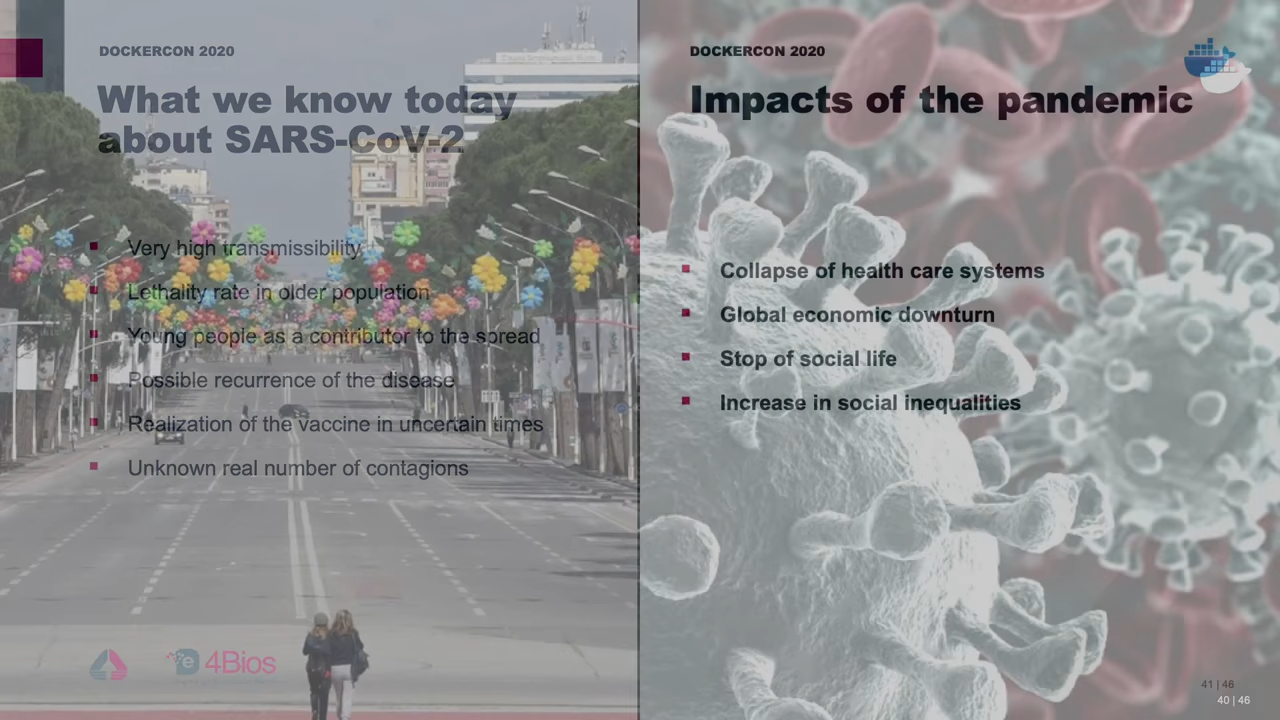 DOCKERCON 2020
What we know today
about SARS-CoV-2
Very high transmissibility
Lethality rate in older population
Young people as a contributor to the spread
Possible recurrence of the disease
Realization of the vaccine in uncertain times
Unknown real number of contagions
e 4Bios
DOCKERCON 2020
Impacts of the pandemic
Collapse of health care systems
Global economic downturn
Stop of social life
Increase in social inequalities
41 | 46
40 | 46